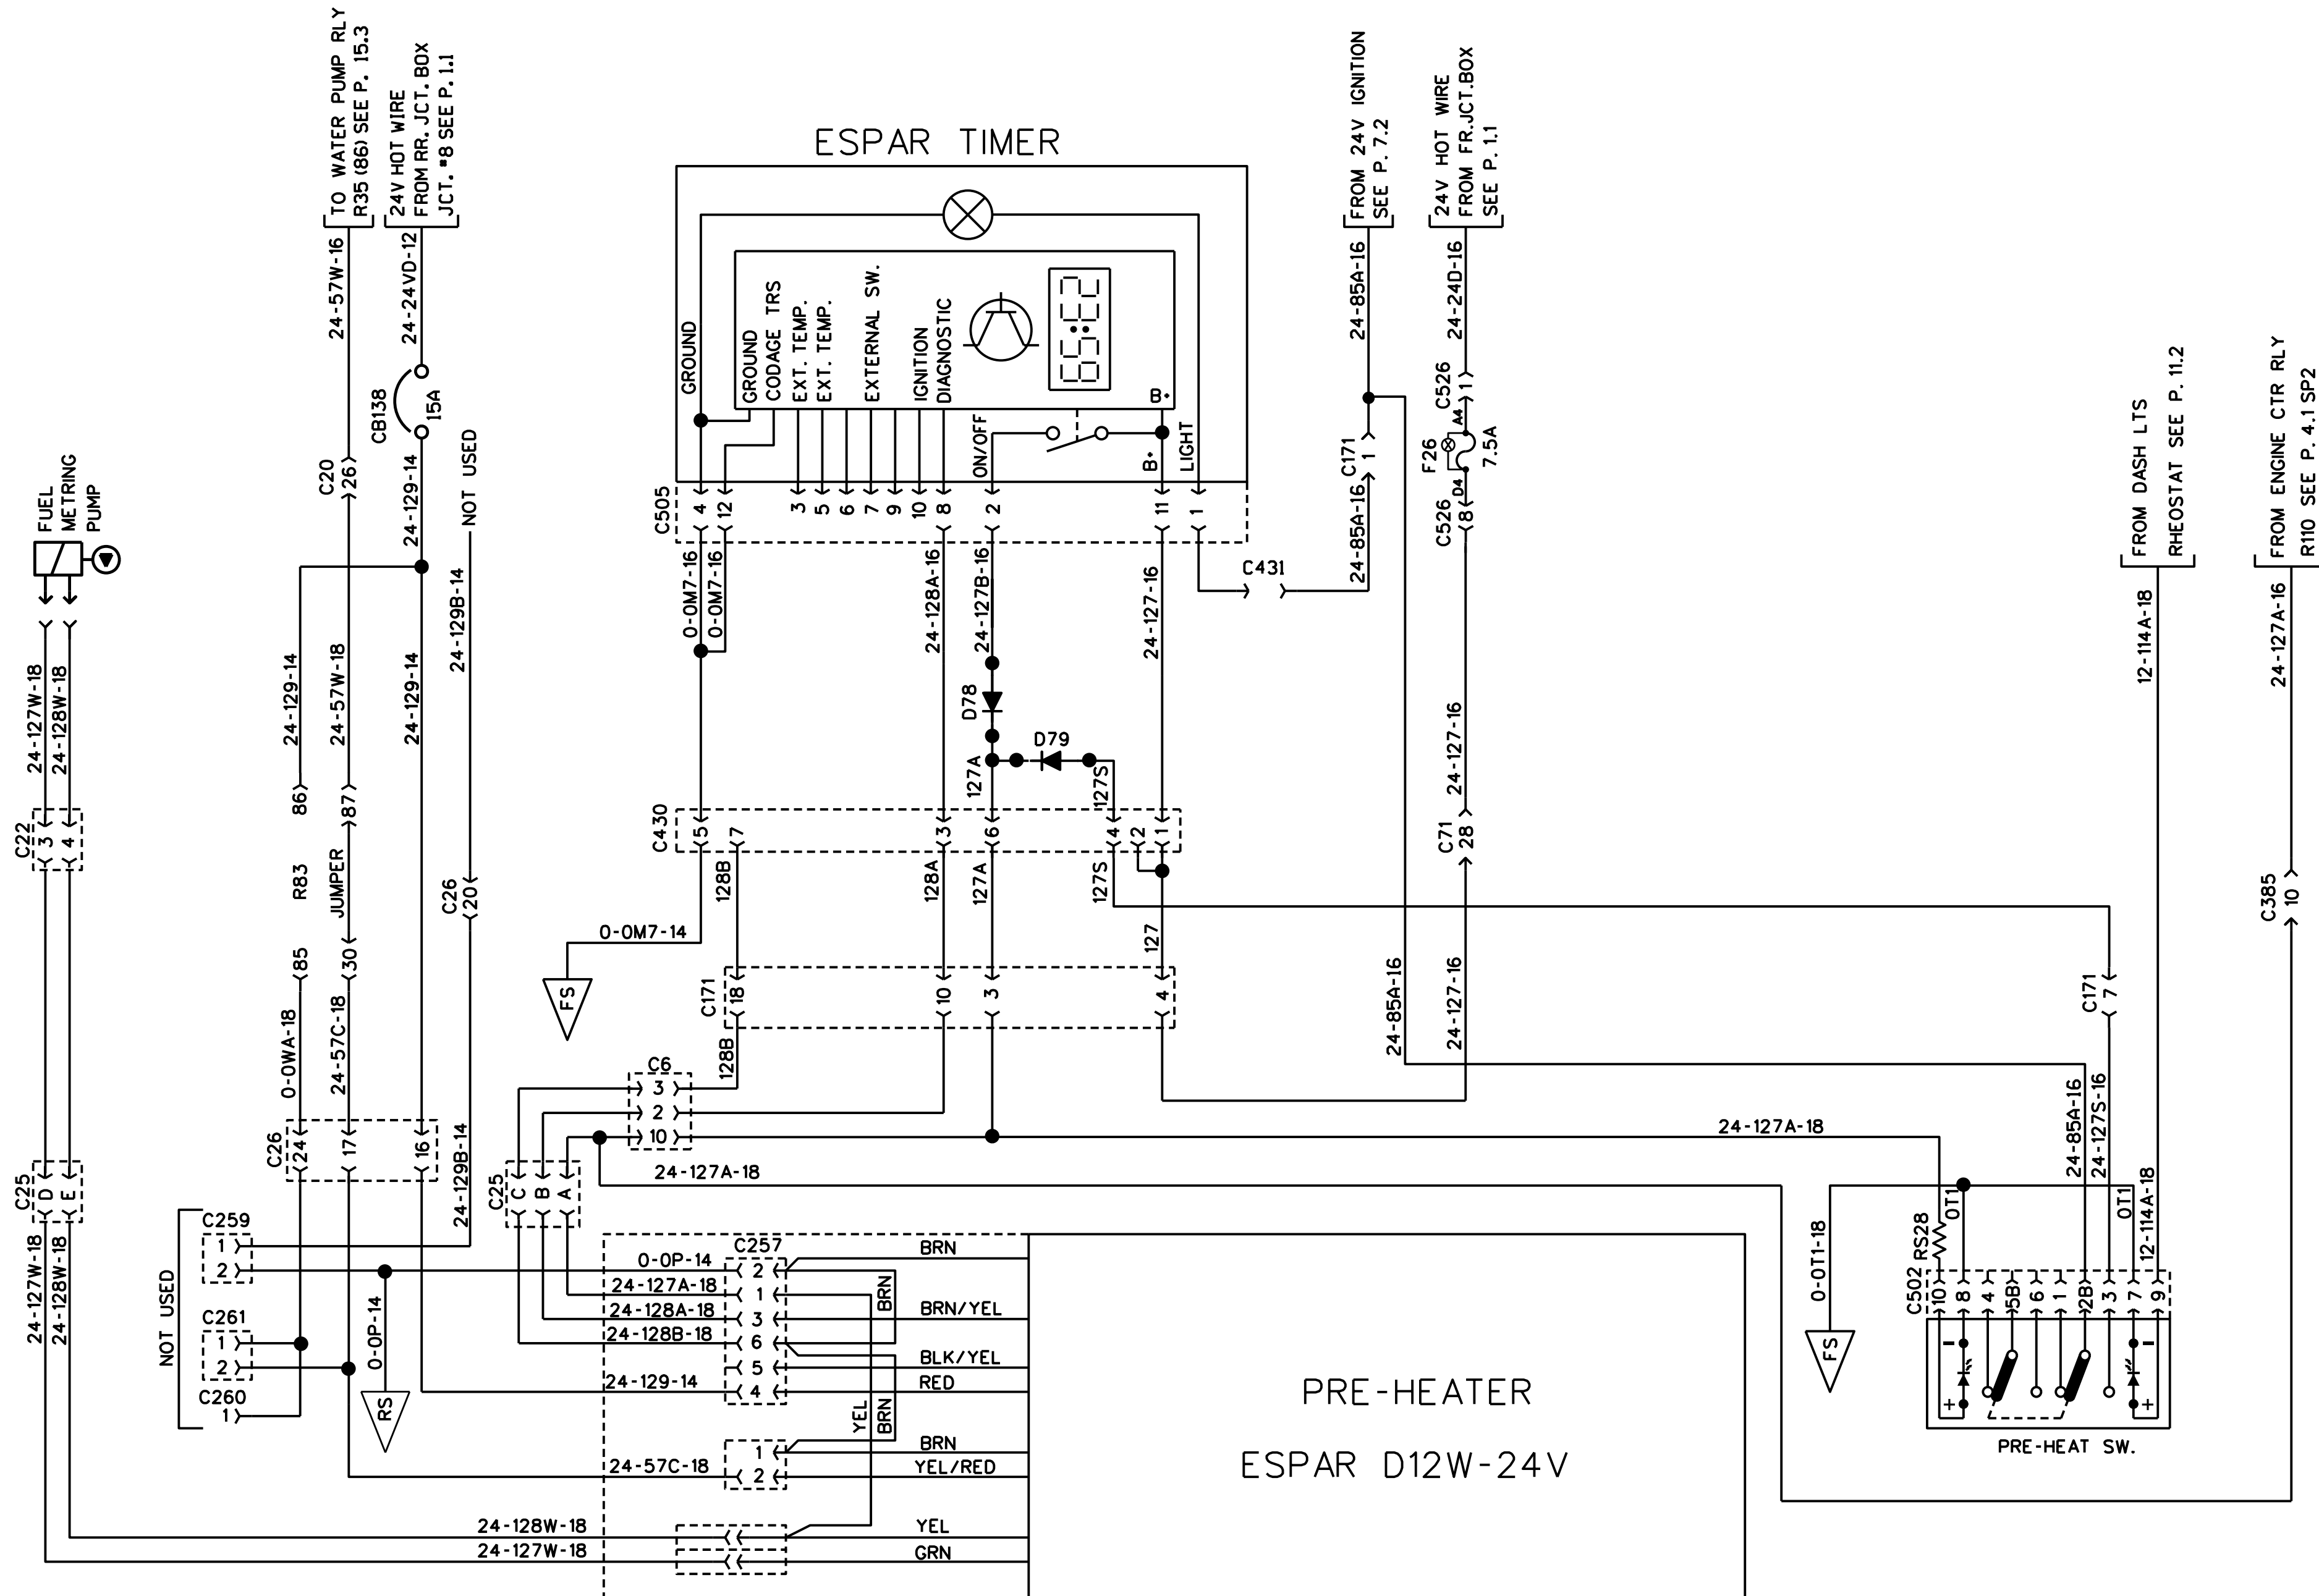 TO WATER PUMP RLY
R35 (86) SEE P. 15.3
24V HOT WIRE
FROM RR. JCT. BOX
JCT. #8 SEE P. 1.1
ESPAR TIMER
FROM 24V IGNITION
SEE P. 7.2
24V HOT WIRE
FROM FR.JCT.BOX
SEE P. 1.1
FROM DASH LTS
RHEOSTAT SEE P. 11.2
FROM ENGINE CTR RLY
R110 SEE P. 4.1 SP2
24-57W-16
24-24VD-12
CB138
15A
C20
26
24-129-14
NOT USED
FUEL
METRING
PUMP
GROUND
GROUND
CODAGE TRS
EXT. TEMP.
EXT. TEMP.
EXTERNAL SW.
IGNITION
DIAGNOSTIC
B+
ON/OFF
B+
LIGHT
C505
4
12
3
5
6
7
9
10
8
2
11
1
24-85A-16
24-24D-16
C526
1
A4
F26
7.5A
D4
C526
8
C171
1
24-85A-16
C431
0-0M7-16
0-0M7-16
24-128A-16
24-127B-16
24-127-16
D78
D79
127A
127S
24-127W-18
24-128W-18
24-129-14
24-57W-18
24-129-14
24-129B-14
24-127-16
12-114A-18
24-127A-16
C22
3
4
86
87
R83
JUMPER
85
30
C26
20
C430
5
7
3
6
4
2
1
128B
128A
127A
127S
127
C71
28
C385
10
0-0M7-14
FS
C171
18
10
3
4
128B
24-85A-16
24-127-16
C171
7
0-0WA-18
24-57C-18
24-129B-14
C6
3
2
10
C26
24
17
16
C25
D
E
C25
C
B
A
24-127A-18
24-127A-18
24-85A-16
24-127S-16
12-114A-18
0T1
0T1
0-0T1-18
FS
RS28
C502
10
8
4
5B
6
1
2B
3
7
9
-
+
-
+
PRE-HEAT SW.
24-127W-18
24-128W-18
NOT USED
C259
1
2
C261
1
2
C260
1
0-0P-14
RS
C257
0-0P-14
2
BRN
24-127A-18
1
BRN
24-128A-18
3
BRN/YEL
24-128B-18
6
5
BLK/YEL
24-129-14
4
RED
YEL
BRN
1
BRN
24-57C-18
2
YEL/RED
24-128W-18
YEL
24-127W-18
GRN
PRE-HEATER
ESPAR D12W-24V